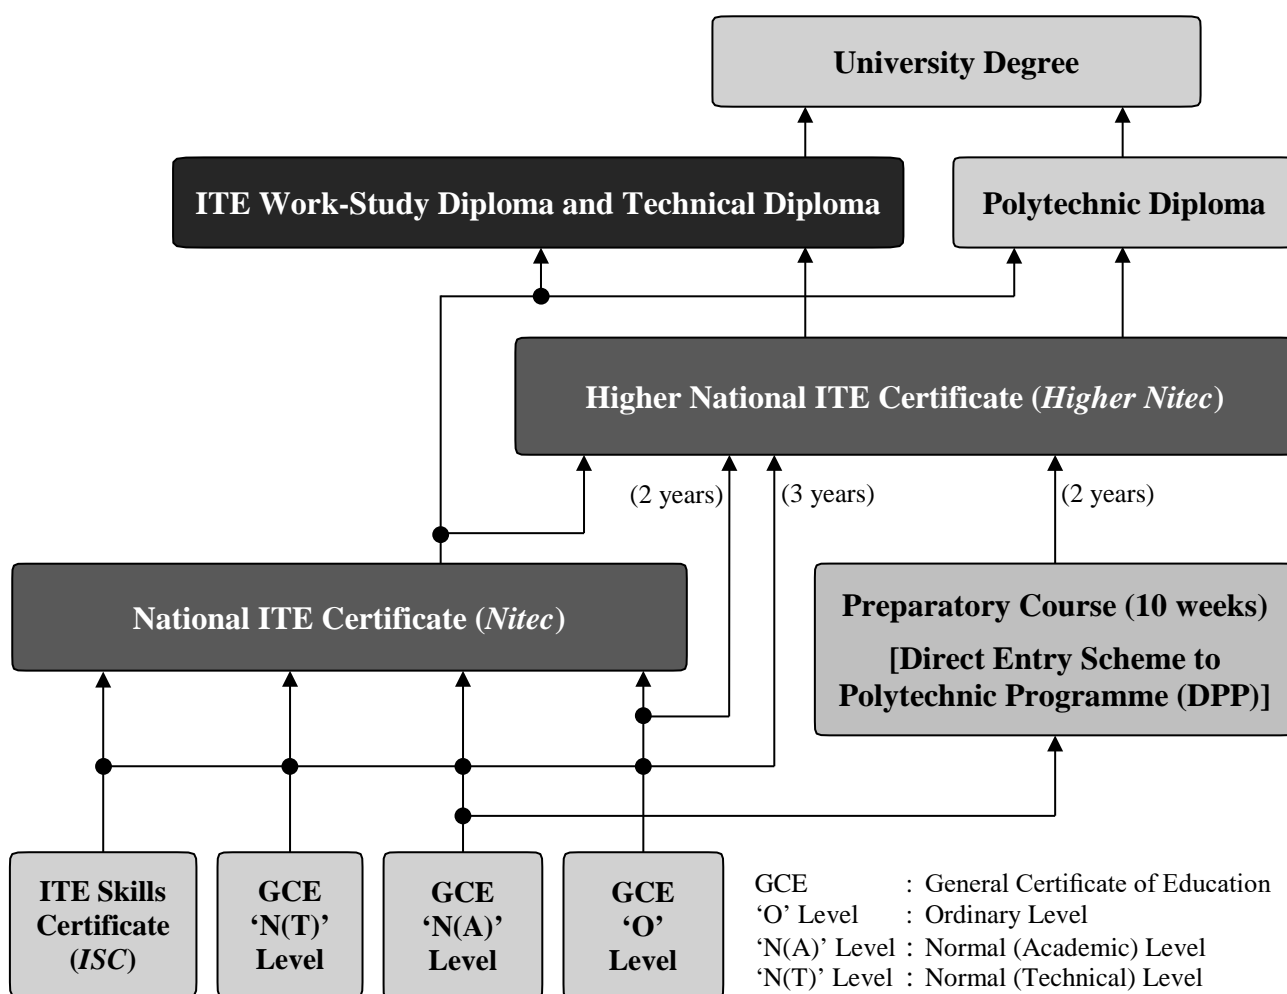 University Degree
ITE Work-Study Diploma and Technical Diploma
Polytechnic Diploma
Higher National ITE Certificate (Higher Nitec)
(2 years)
(3 years)
(2 years)
National ITE Certificate (Nitec)
Preparatory Course (10 weeks)
[Direct Entry Scheme to
Polytechnic Programme (DPP)]
ITE Skills
Certificate
(ISC)
GCE
‘N(T)’
Level
GCE
‘N(A)’
Level
GCE
‘O’
Level
GCE : General Certificate of Education
‘O’ Level : Ordinary Level
‘N(A)’ Level : Normal (Academic) Level
‘N(T)’ Level : Normal (Technical) Level